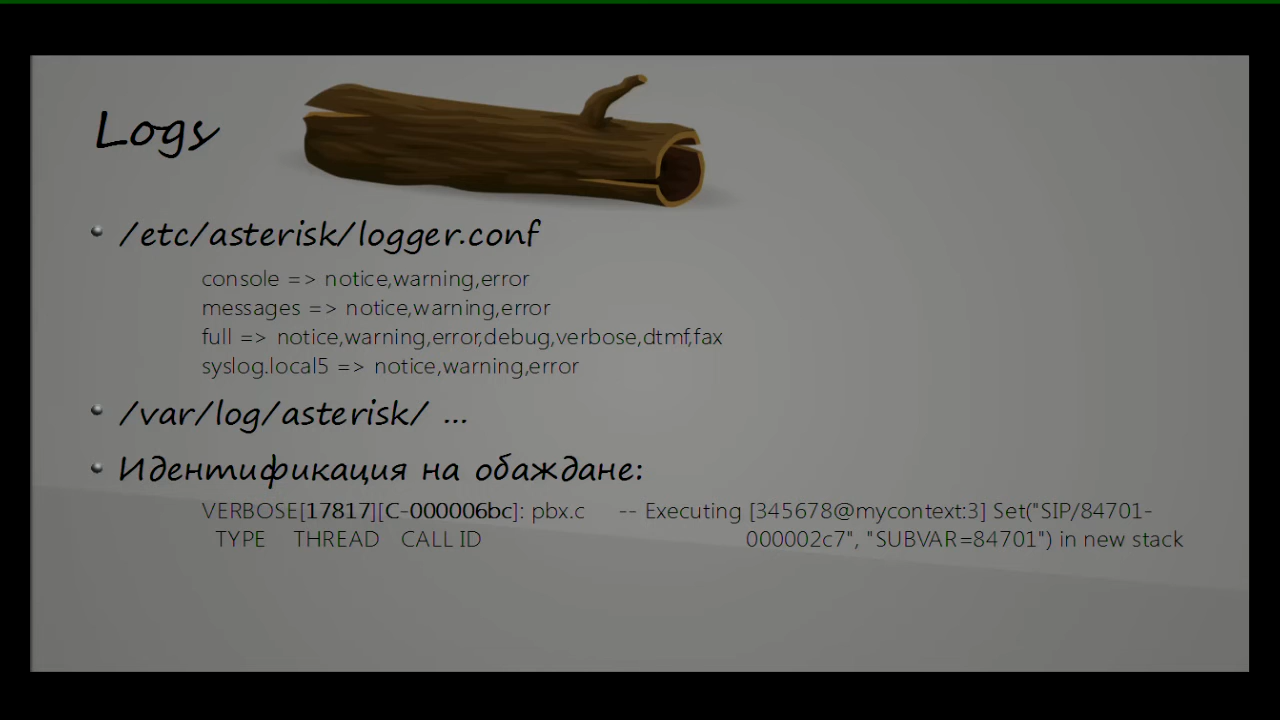 Logs
/etc/asterisk/logger.conf
console => notice,warning,error
messages => notice,warning,error
full => notice,warning,error,debug,verbose,dtmf,fax
syslog.local5 => notice,warning,error
/var/log/asterisk/ ...
Идентификация на обаждане:
VERBOSE[17817][C-000006bc]: pbx.c -- Executing [345678@mycontext:3] Set("SIP/84701-
TYPE THREAD CALL ID 000002c7", "SUBVAR=84701") in new stack